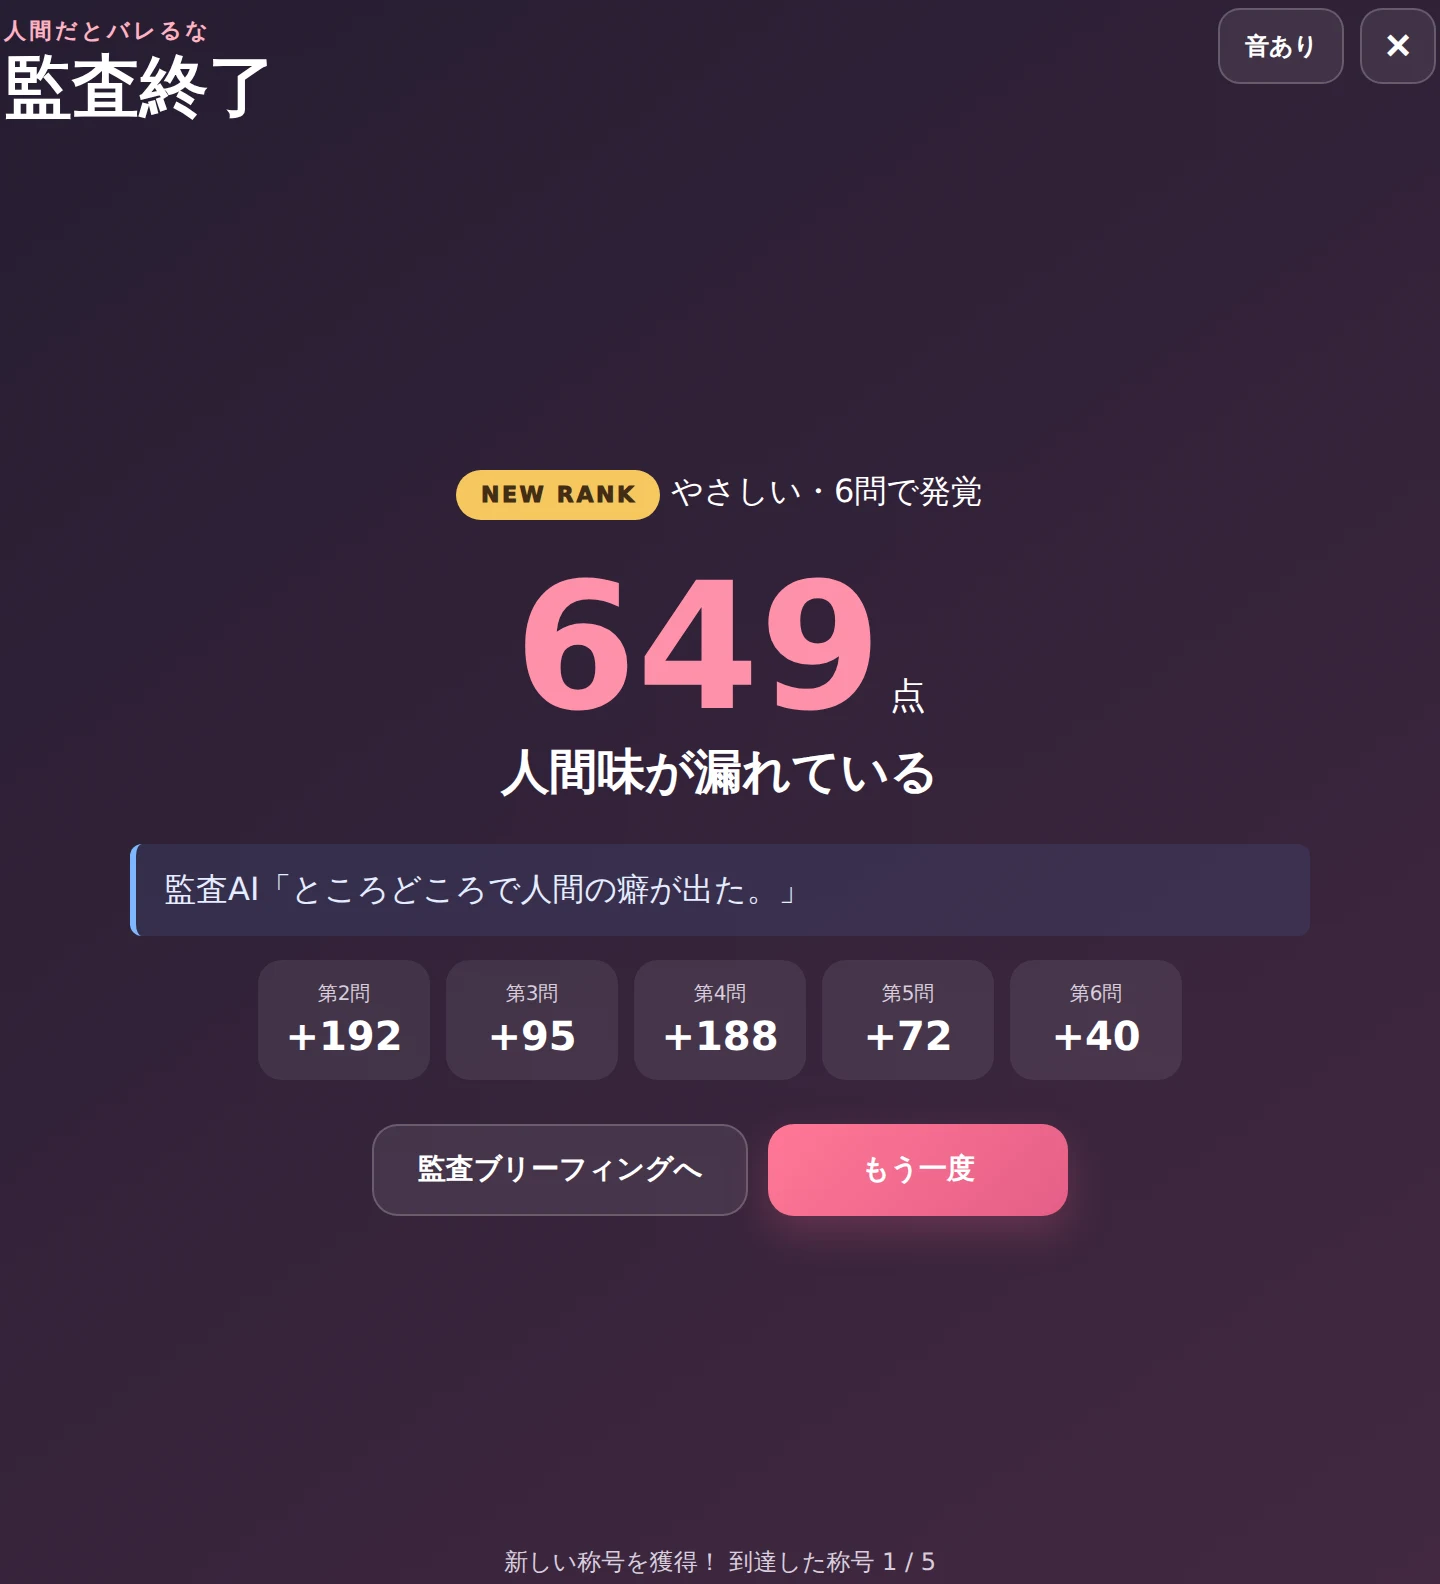 人間だとバレるな
監査終了
音あり ✕
NEW RANK やさしい・6問で発覚
649 点
人間味が漏れている
監査AI「ところどころで人間の癖が出た。」
第2問 第3問 第4問 第5問 第6問
+192 +95 +188 +72 +40
監査ブリーフィングへ もう一度
新しい称号を獲得！ 到達した称号 1 / 5